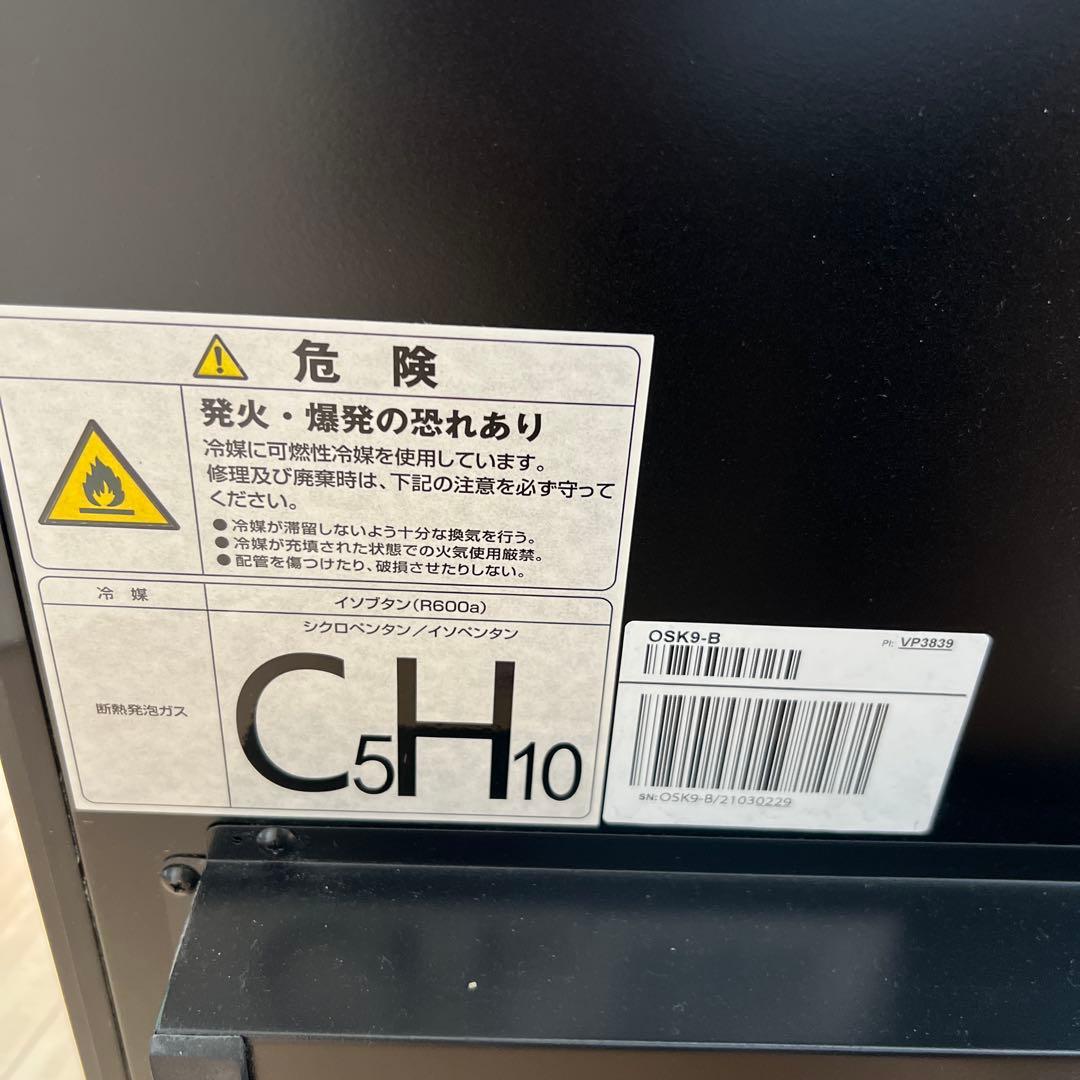 危 険
発火・爆発の恐れあり
冷媒に可燃性冷媒を使用しています。
修理及び廃棄時は、下記の注意を必ず守って
ください。
●冷媒が滞留しないよう十分な換気を行う。
●冷媒が充填された状態での火気使用厳禁。
●配管を傷つけたり、破損させたりしない。
冷 媒
イソブタン(R600a)
断熱発泡ガス
シクロペンタン/イソペンタン
C5H10
OSK9-B
PI: VP3839
SN:OSK9-B/21030229